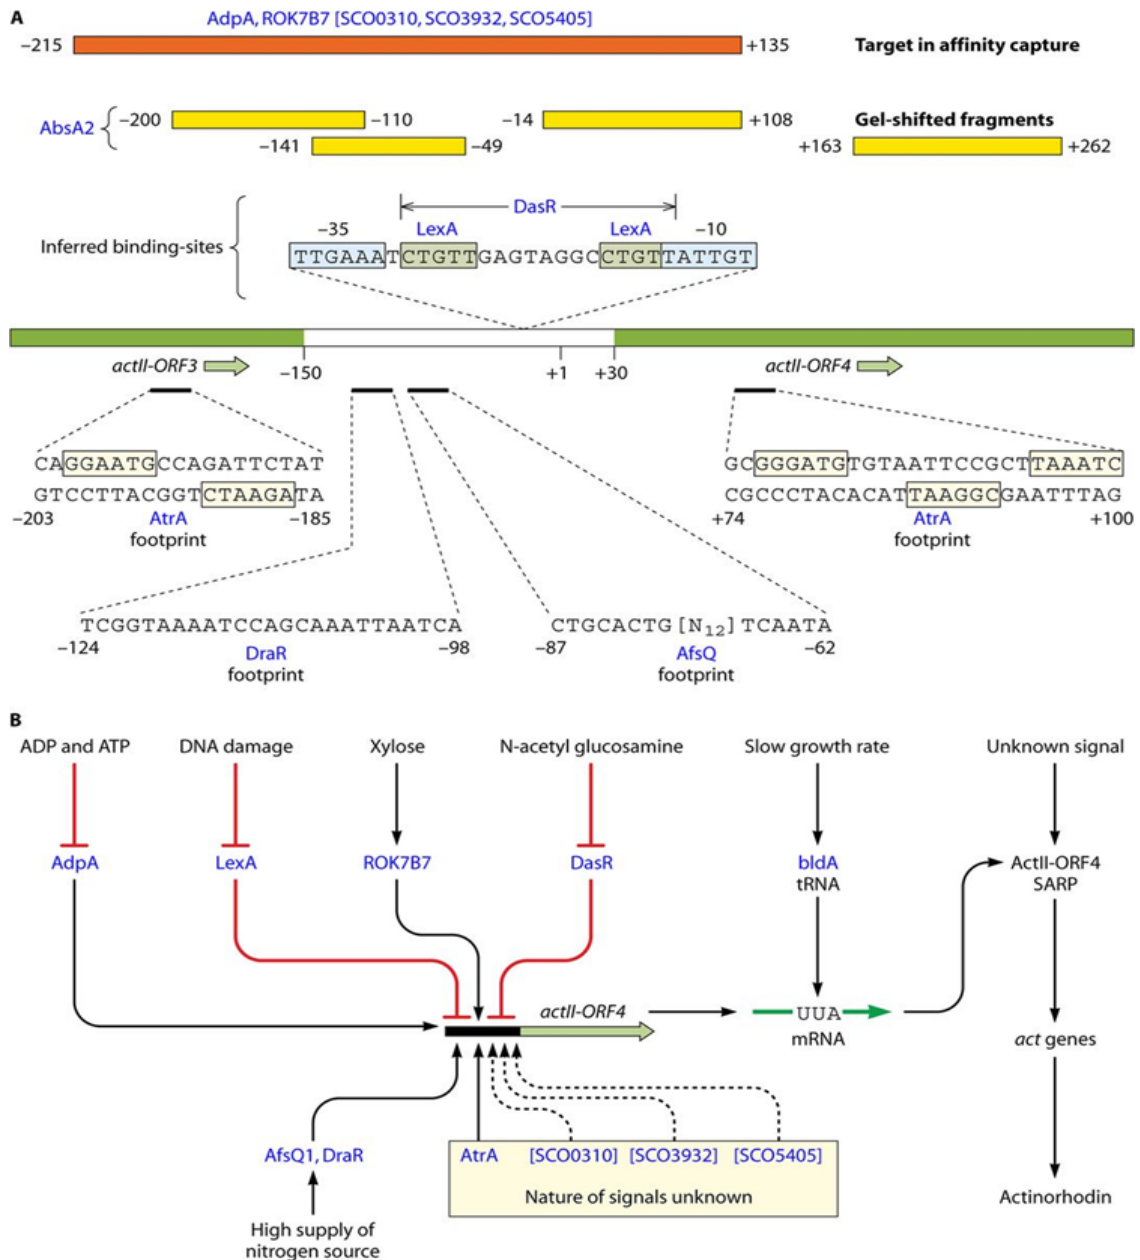 A
AdpA, ROK7B7 [SCO0310, SCO3932, SCO5405]
–215
+135
Target in affinity capture
AbsA2
–200
–110
–14
+108
Gel-shifted fragments
–141
–49
+163
+262
DasR
–35
LexA
LexA
–10
Inferred binding-sites
TTGAAATCTGTTGAGTAGGCCTGTTATTGT
actII-ORF3
–150
+1
+30
actII-ORF4
CAGGAATGCCAGATTCTAT
GTCCTTACGGTCTAAGATA
–203
AtrA
–185
footprint
GCGGGATGTGTAATTCCGCTTAAATC
CGCCCTACACATTAAGGCGAATTTAG
+74
AtrA
+100
footprint
TCGGTAAAATCCAGCAAATTAATCA
–124
DraR
–98
footprint
CTGCACTG[N12]TCAATA
–87
AfsQ
–62
footprint
B
ADP and ATP
DNA damage
Xylose
N-acetyl glucosamine
Slow growth rate
Unknown signal
AdpA
LexA
ROK7B7
DasR
bldA
tRNA
ActII-ORF4
SARP
actII-ORF4
UUA
mRNA
act genes
AfsQ1, DraR
AtrA
[SCO0310]
[SCO3932]
[SCO5405]
Nature of signals unknown
Actinorhodin
High supply of
nitrogen source